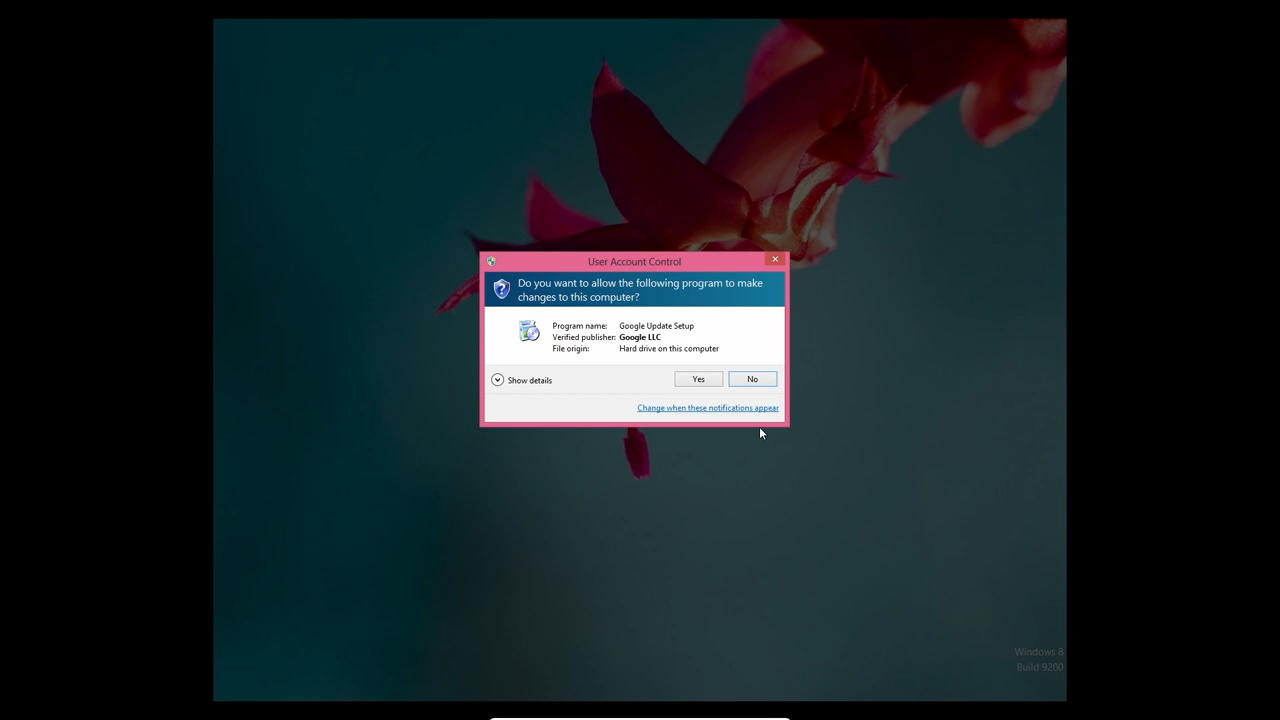 User Account Control
Do you want to allow the following program to make
changes to this computer?
Program name: Google Update Setup
Verified publisher: Google LLC
File origin: Hard drive on this computer
Show details
Yes
No
Change when these notifications appear
Windows 8
Build 9200